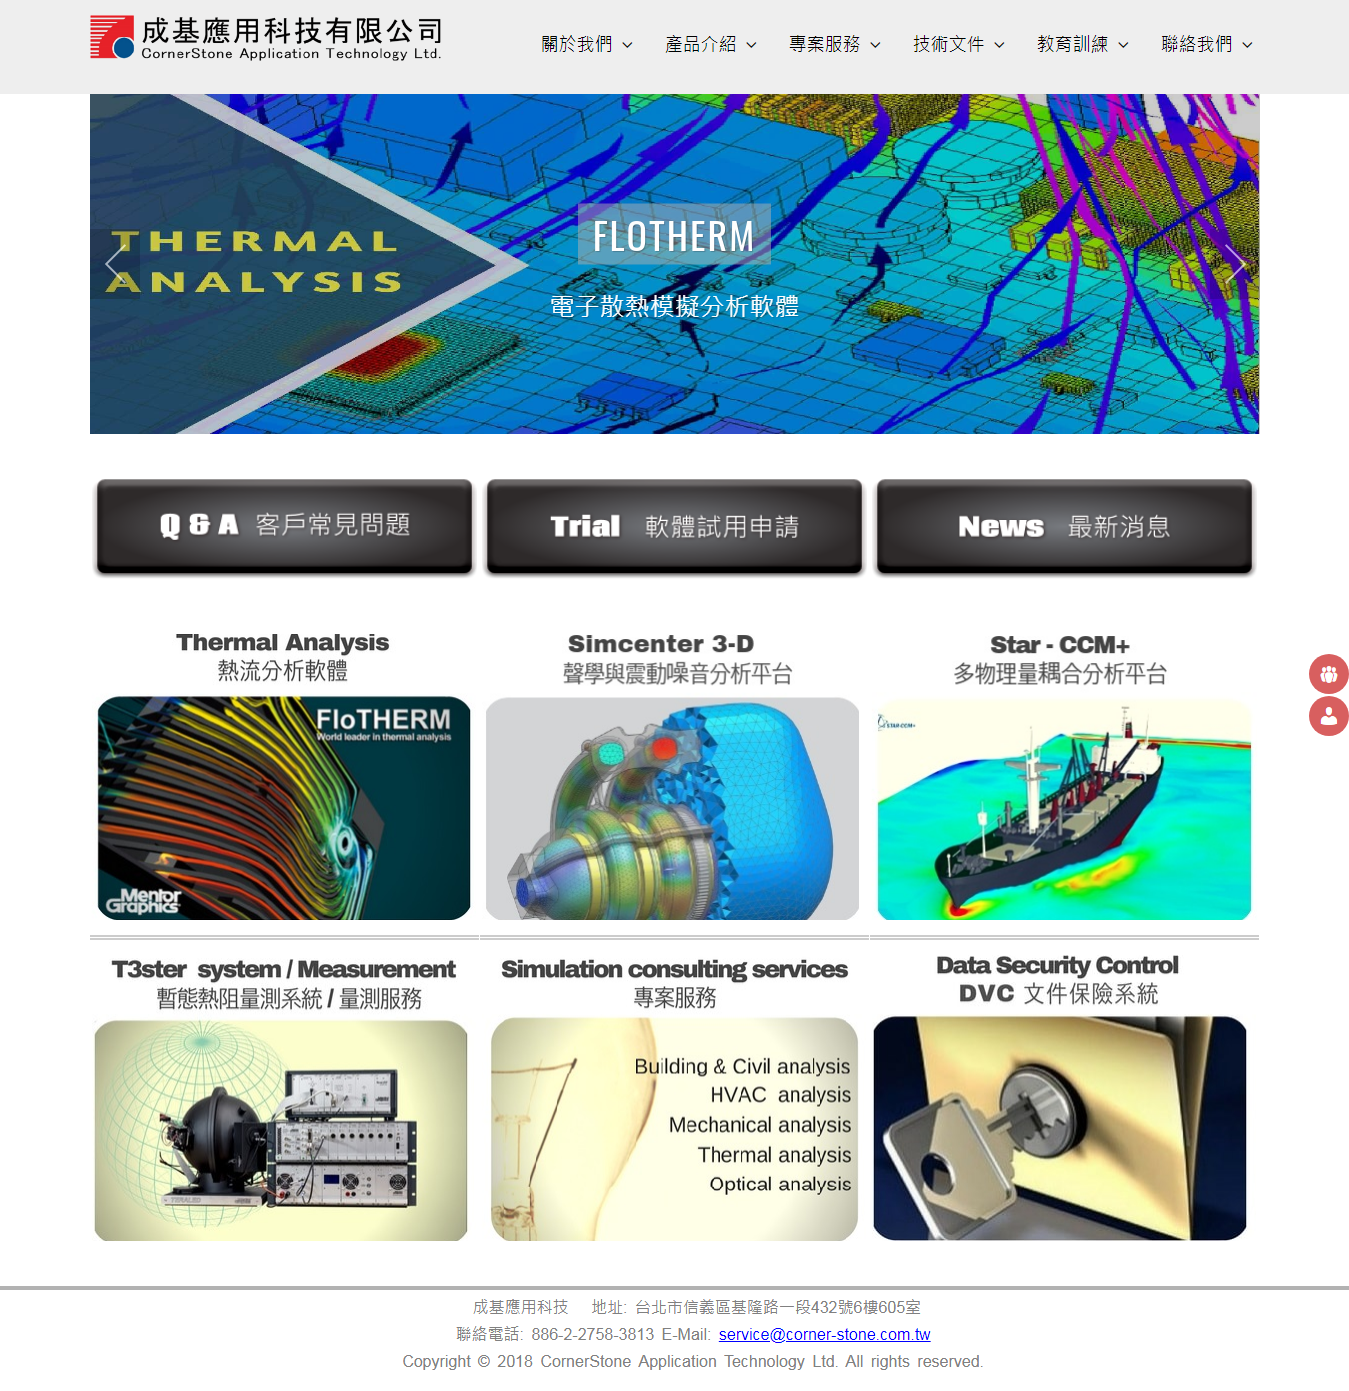 成基應用科技有限公司
CornerStone Application Technology Ltd.
關於我們 產品介紹 專案服務 技術文件 教育訓練 聯絡我們
THERMAL
ANALYSIS
FLOTHERM
電子散熱模擬分析軟體
Q & A 客戶常見問題
Trial 軟體試用申請
News 最新消息
Thermal Analysis
熱流分析軟體
FloTHERM
World leader in thermal analysis
Mentor
Graphics
Simcenter 3-D
聲學與震動噪音分析平台
Star - CCM+
多物理量耦合分析平台
STAR-CCM+
T3ster system / Measurement
暫態熱阻量測系統 / 量測服務
Simulation consulting services
專案服務
Building & Civil analysis
HVAC analysis
Mechanical analysis
Thermal analysis
Optical analysis
Data Security Control
DVC 文件保險系統
成基應用科技 地址: 台北市信義區基隆路一段432號6樓605室
聯絡電話: 886-2-2758-3813 E-Mail: service@corner-stone.com.tw
Copyright © 2018 CornerStone Application Technology Ltd. All rights reserved.